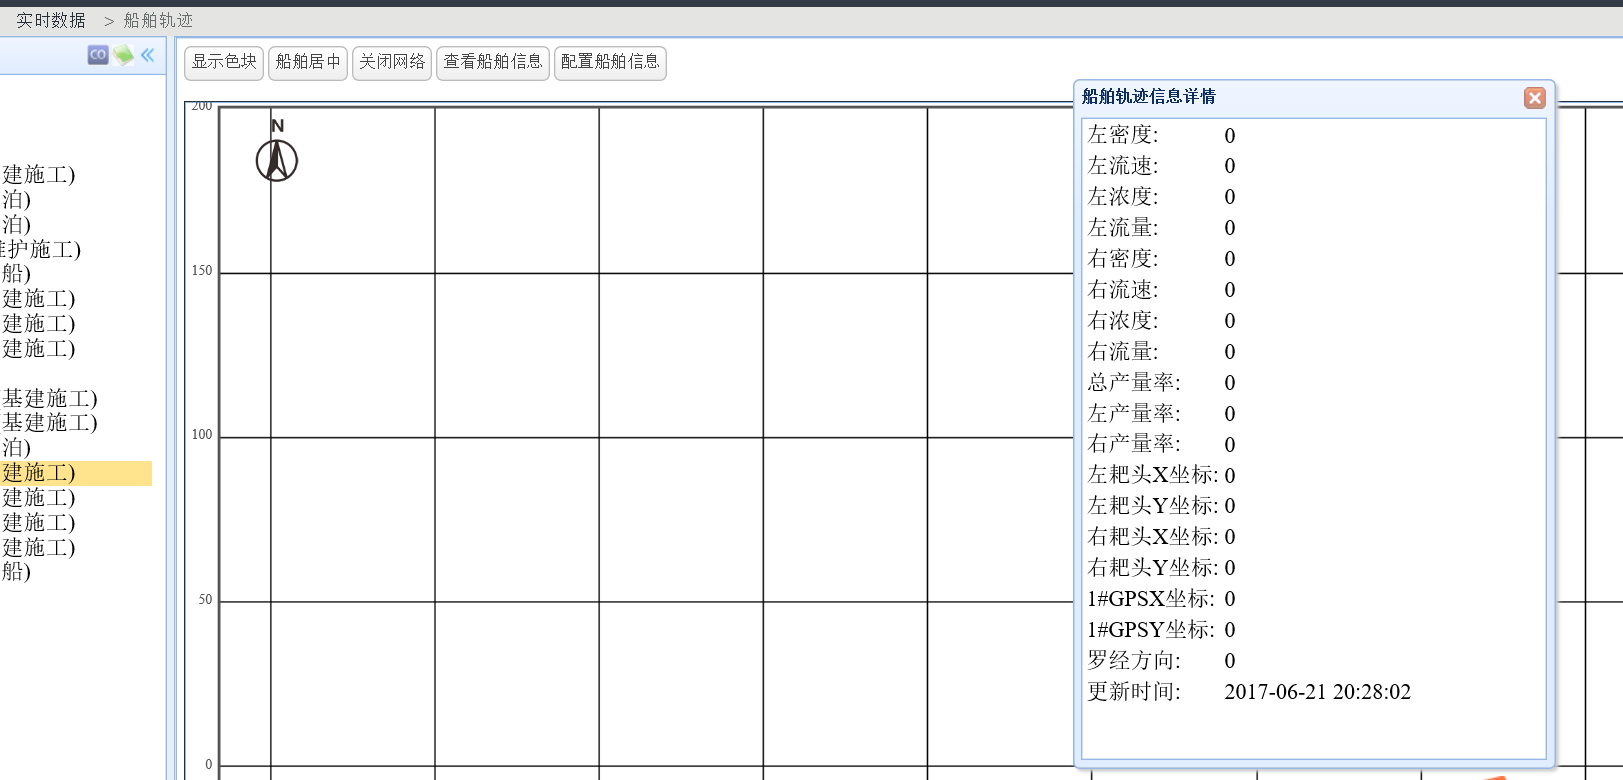 实时数据 > 船舶轨迹
CO
显示色块 船舶居中 关闭网络 查看船舶信息 配置船舶信息
建施工)
泊)
泊)
护施工)
船)
建施工)
建施工)
建施工)
基建施工)
基建施工)
泊)
建施工)
建施工)
建施工)
建施工)
船)
N
200
150
100
50
0
船舶轨迹信息详情
左密度: 0
左流速: 0
左浓度: 0
左流量: 0
右密度: 0
右流速: 0
右浓度: 0
右流量: 0
总产量率: 0
左产量率: 0
右产量率: 0
左耙头X坐标: 0
左耙头Y坐标: 0
右耙头X坐标: 0
右耙头Y坐标: 0
1#GPSX坐标: 0
1#GPSY坐标: 0
罗经方向: 0
更新时间: 2017-06-21 20:28:02